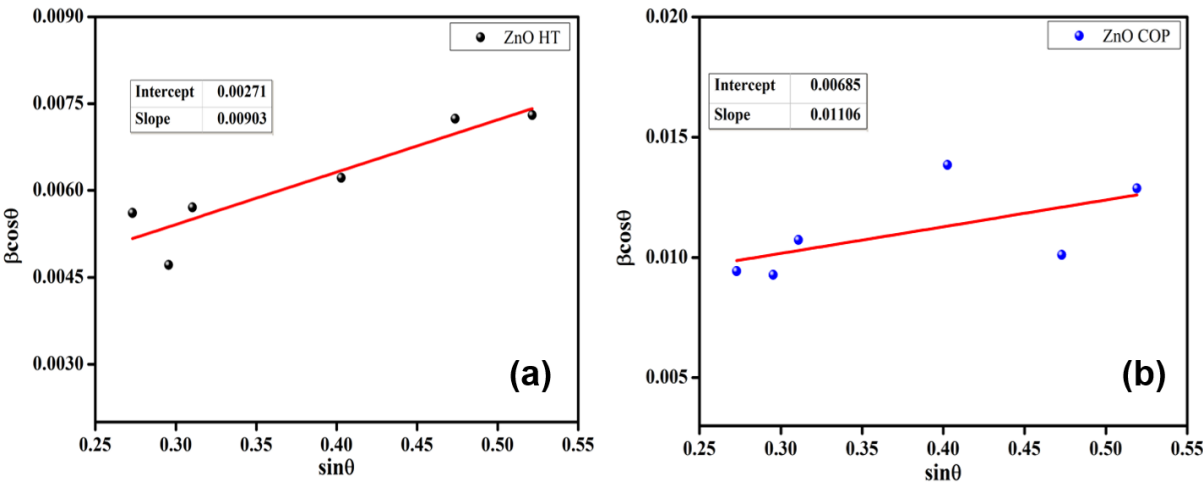 0.0090
0.0075
0.0060
0.0045
0.0030
βcosθ
ZnO HT
Intercept 0.00271
Slope 0.00903
(a)
0.25 0.30 0.35 0.40 0.45 0.50 0.55
sinθ
0.020
0.015
0.010
0.005
βcosθ
ZnO COP
Intercept 0.00685
Slope 0.01106
(b)
0.25 0.30 0.35 0.40 0.45 0.50 0.55
sinθ